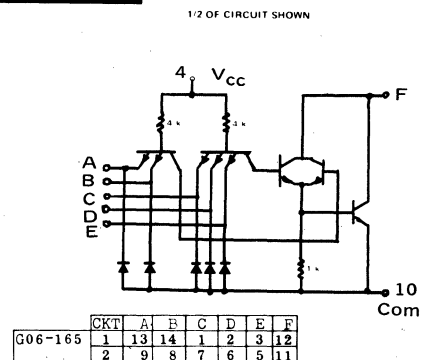 1/2 OF CIRCUIT SHOWN
4 VCC
4 k 4 k
F
A
B
C
D
E
1 k
10
Com
CKT A B C D E F
G06-165 1 13 14 1 2 3 12
2 9 8 7 6 5 11